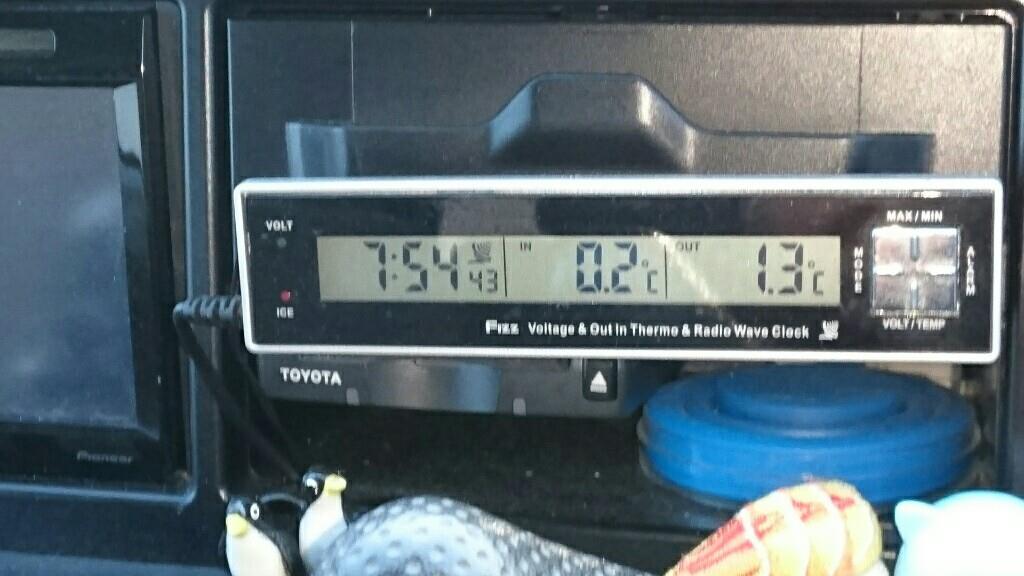 MAX / MIN
VOLT
IN
OUT
7:54 43
0.2°C
1.3°C
MODE
ALARM
ICE
Fizz Voltage & Out In Thermo & Radio Wave Clock
VOLT / TEMP
TOYOTA
Pioneer